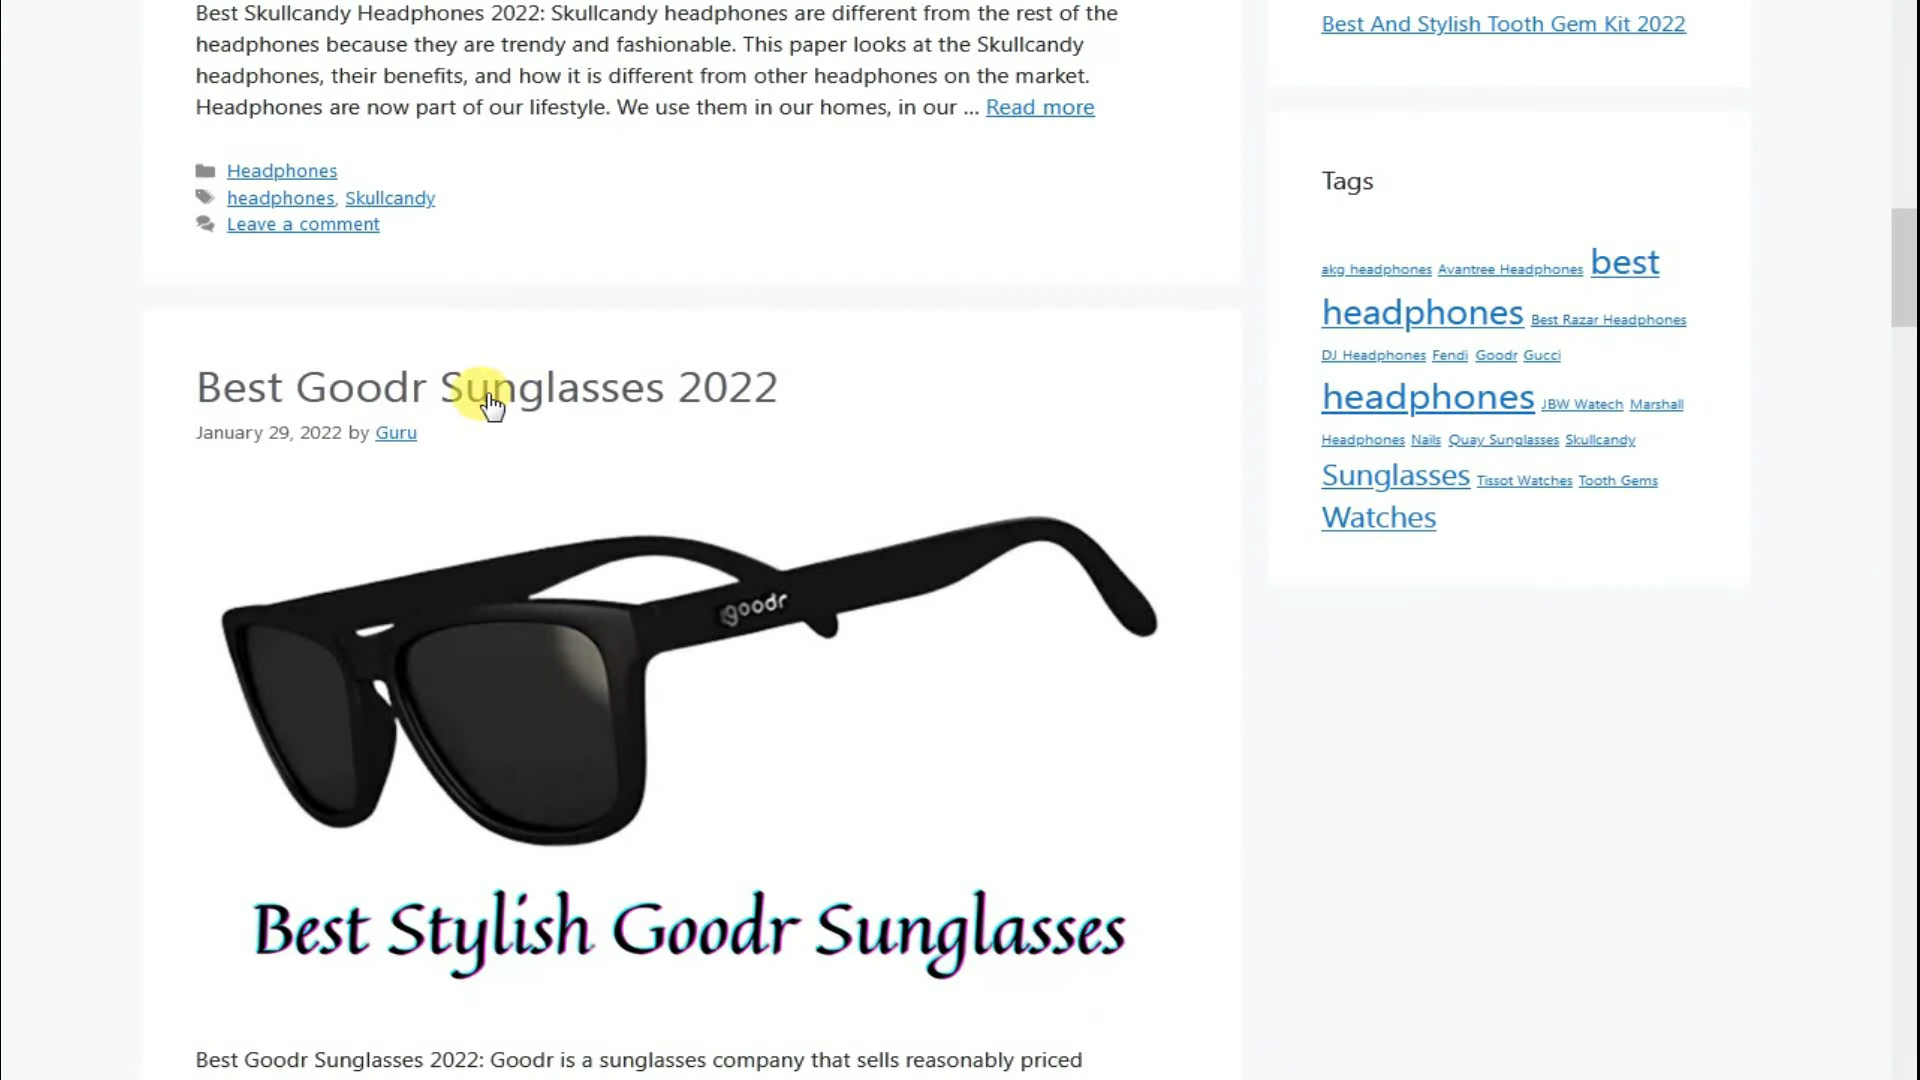 Best Skullcandy Headphones 2022: Skullcandy headphones are different from the rest of the
headphones because they are trendy and fashionable. This paper looks at the Skullcandy
headphones, their benefits, and how it is different from other headphones on the market.
Headphones are now part of our lifestyle. We use them in our homes, in our ... Read more
Headphones
headphones, Skullcandy
Leave a comment
Best Goodr Sunglasses 2022
January 29, 2022 by Guru
goodr
Best Stylish Goodr Sunglasses
Best Goodr Sunglasses 2022: Goodr is a sunglasses company that sells reasonably priced
Best And Stylish Tooth Gem Kit 2022
Tags
akg headphones Avantree Headphones best
headphones Best Razar Headphones
DJ Headphones Fendi Goodr Gucci
headphones JBW Watech Marshall
Headphones Nails Quay Sunglasses Skullcandy
Sunglasses Tissot Watches Tooth Gems
Watches